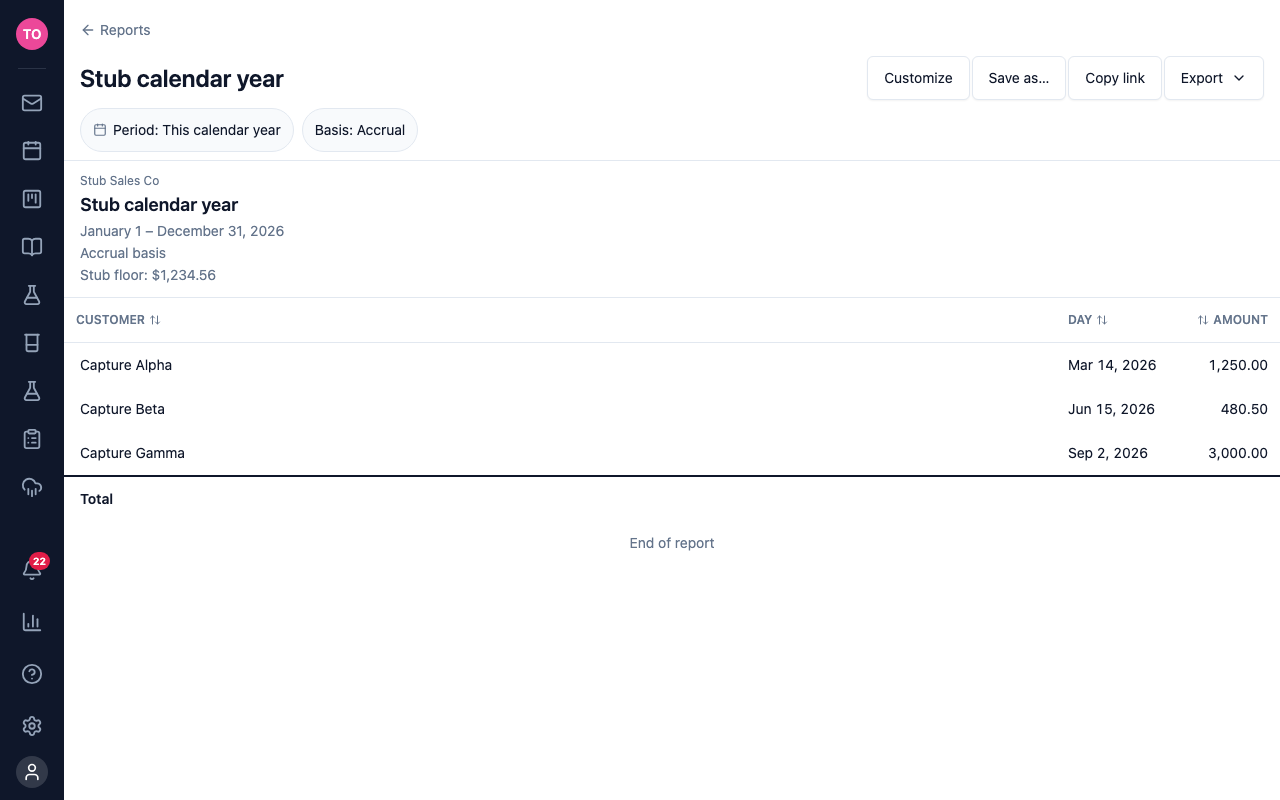 TO
Reports
Stub calendar year
Customize
Save as...
Copy link
Export
Period: This calendar year
Basis: Accrual
Stub Sales Co
Stub calendar year
January 1 – December 31, 2026
Accrual basis
Stub floor: $1,234.56
CUSTOMER DAY AMOUNT
Capture Alpha Mar 14, 2026 1,250.00
Capture Beta Jun 15, 2026 480.50
Capture Gamma Sep 2, 2026 3,000.00
Total
End of report
22